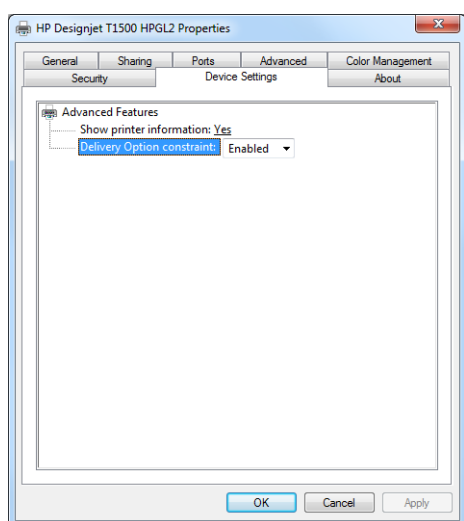 HP Designjet T1500 HPGL2 Properties
General Sharing Ports Advanced Color Management
Security Device Settings About
Advanced Features
Show printer information: Yes
Delivery Option constraint: Enabled
OK Cancel Apply